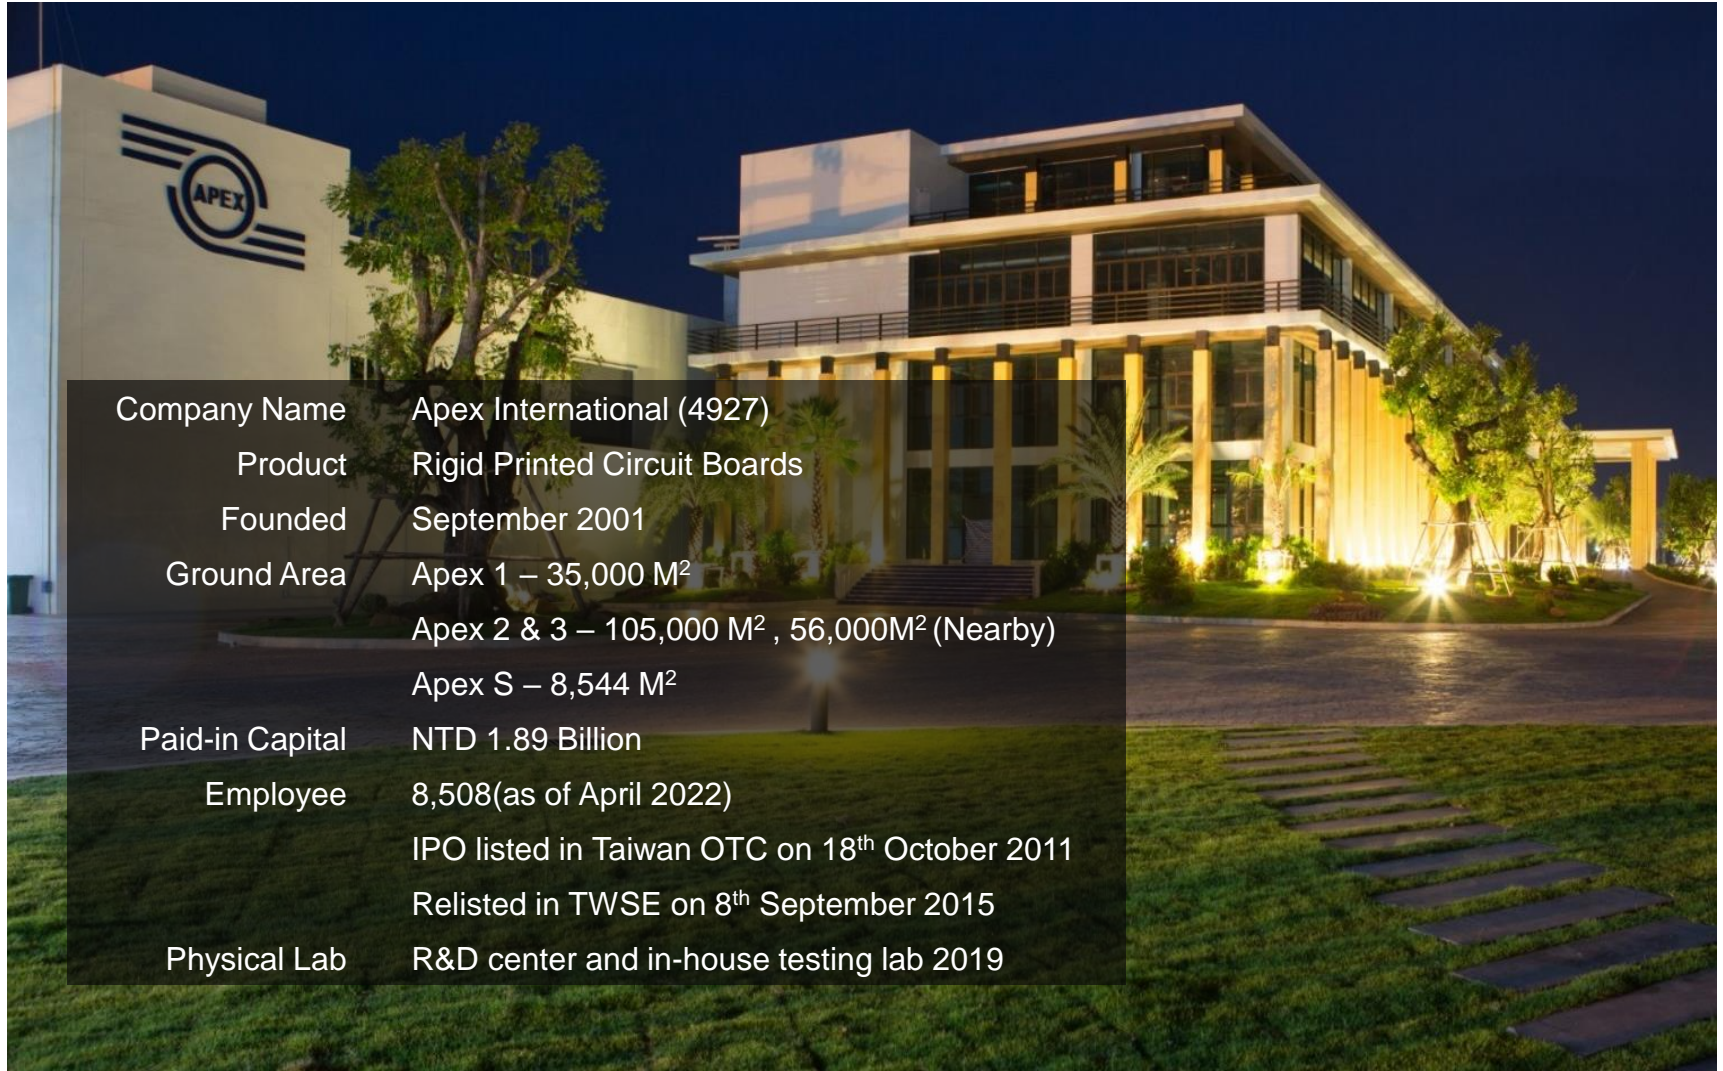 APEX
Company Name Apex International (4927)
Product Rigid Printed Circuit Boards
Founded September 2001
Ground Area Apex 1 – 35,000 M²
Apex 2 & 3 – 105,000 M² , 56,000M² (Nearby)
Apex S – 8,544 M²
Paid-in Capital NTD 1.89 Billion
Employee 8,508(as of April 2022)
IPO listed in Taiwan OTC on 18th October 2011
Relisted in TWSE on 8th September 2015
Physical Lab R&D center and in-house testing lab 2019